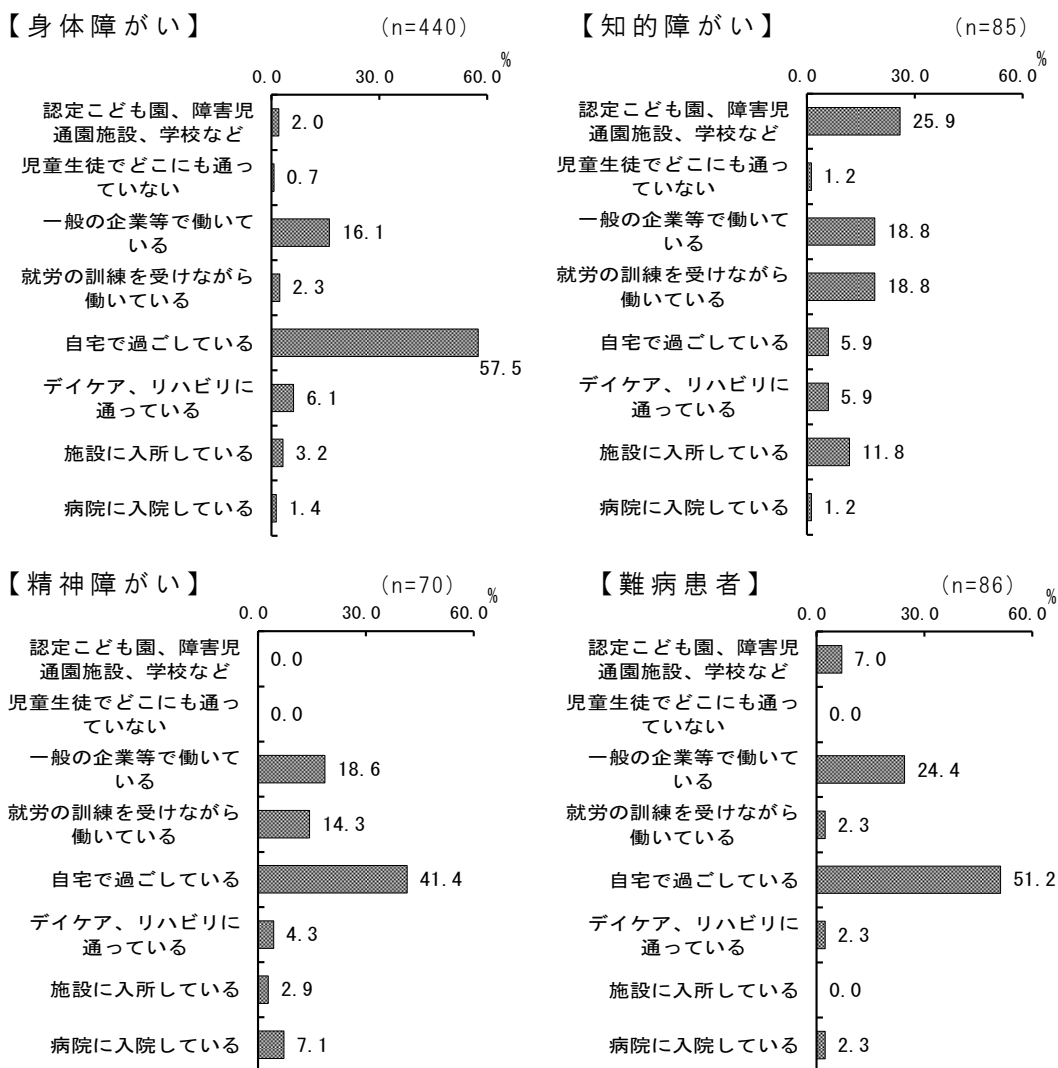 【身体障がい】 (n=440)
0.0 30.0 60.0 %
認定こども園、障害児
通園施設、学校など
2.0
児童生徒でどこにも通っ
ていない
0.7
一般の企業等で働いて
いる
16.1
就労の訓練を受けながら
働いている
2.3
自宅で過ごしている
57.5
デイケア、リハビリに
通っている
6.1
施設に入所している
3.2
病院に入院している
1.4
【知的障がい】 (n=85)
0.0 30.0 60.0 %
認定こども園、障害児
通園施設、学校など
25.9
児童生徒でどこにも通っ
ていない
1.2
一般の企業等で働いて
いる
18.8
就労の訓練を受けながら
働いている
18.8
自宅で過ごしている
5.9
デイケア、リハビリに
通っている
5.9
施設に入所している
11.8
病院に入院している
1.2
【精神障がい】 (n=70)
0.0 30.0 60.0 %
認定こども園、障害児
通園施設、学校など
0.0
児童生徒でどこにも通っ
ていない
0.0
一般の企業等で働いて
いる
18.6
就労の訓練を受けながら
働いている
14.3
自宅で過ごしている
41.4
デイケア、リハビリに
通っている
4.3
施設に入所している
2.9
病院に入院している
7.1
【難病患者】 (n=86)
0.0 30.0 60.0 %
認定こども園、障害児
通園施設、学校など
7.0
児童生徒でどこにも通っ
ていない
0.0
一般の企業等で働いて
いる
24.4
就労の訓練を受けながら
働いている
2.3
自宅で過ごしている
51.2
デイケア、リハビリに
通っている
2.3
施設に入所している
0.0
病院に入院している
2.3